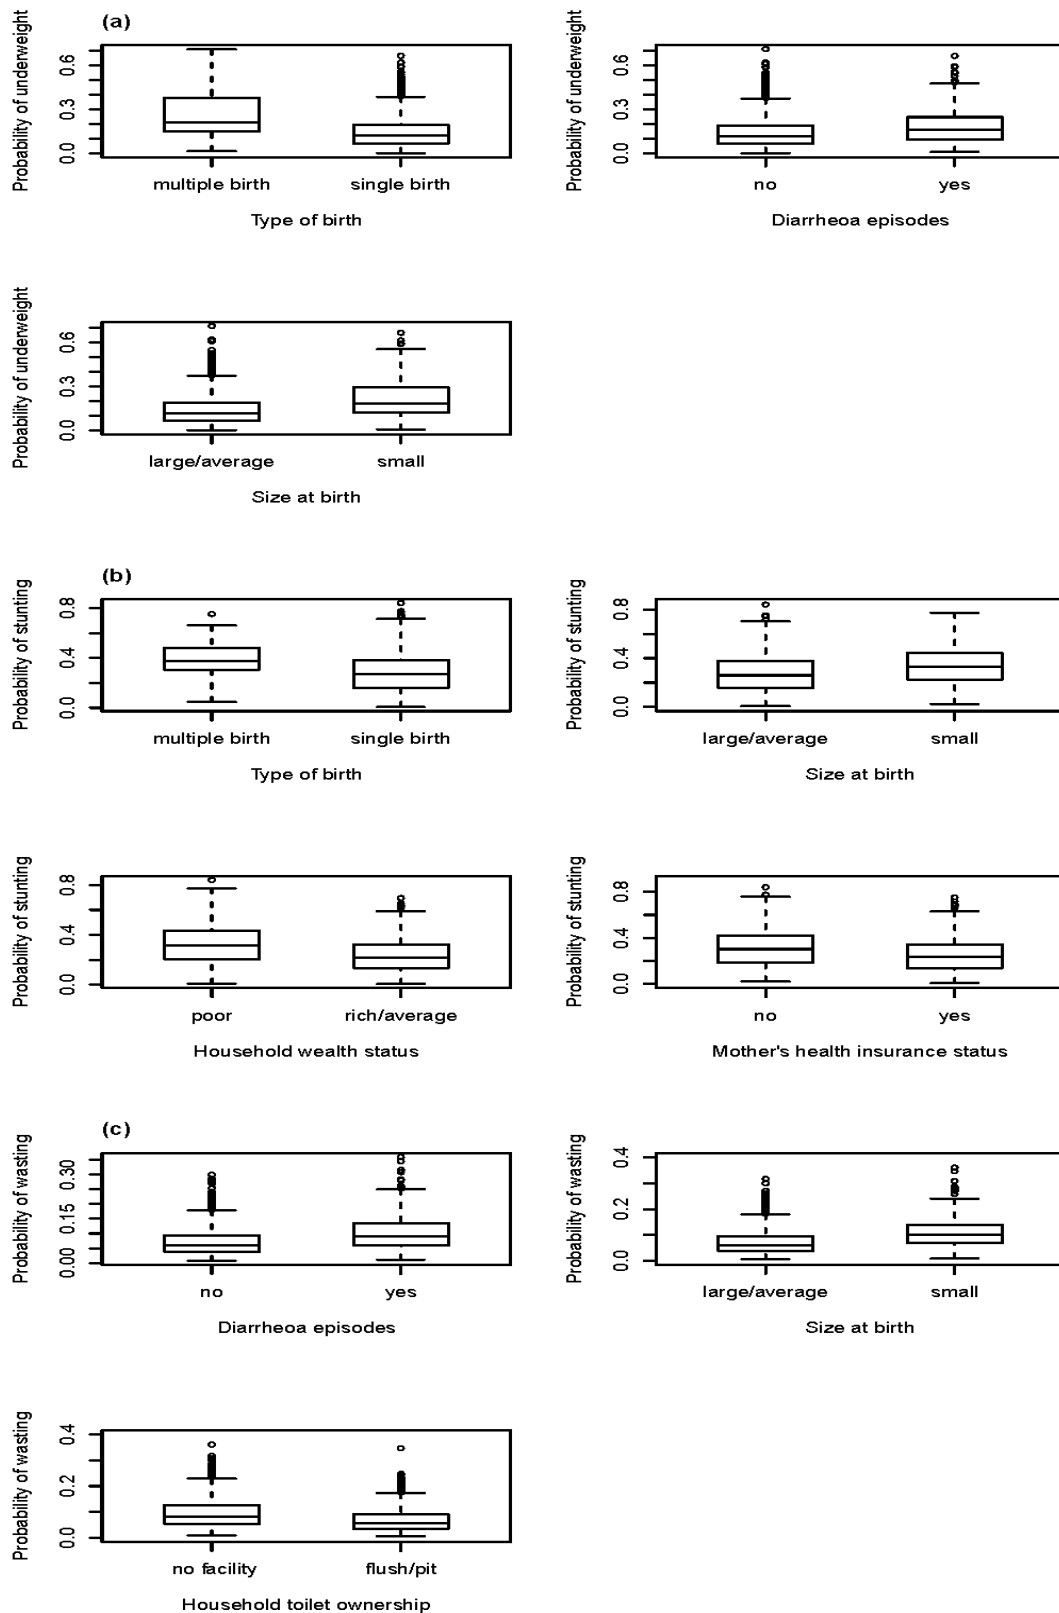 (a)
Probability of underweight
0.0 0.3 0.6
multiple birth single birth
Type of birth
Probability of underweight
0.0 0.3 0.6
no yes
Diarrheoa episodes
Probability of underweight
0.0 0.3 0.6
large/average small
Size at birth
(b)
Probability of stunting
0.0 0.4 0.8
multiple birth single birth
Type of birth
Probability of stunting
0.0 0.4 0.8
large/average small
Size at birth
Probability of stunting
0.0 0.4 0.8
poor rich/average
Household wealth status
Probability of stunting
0.0 0.4 0.8
no yes
Mother's health insurance status
(c)
Probability of wasting
0.00 0.15 0.30
no yes
Diarrheoa episodes
Probability of wasting
0.0 0.2 0.4
large/average small
Size at birth
Probability of wasting
0.0 0.2 0.4
no facility flush/pit
Household toilet ownership